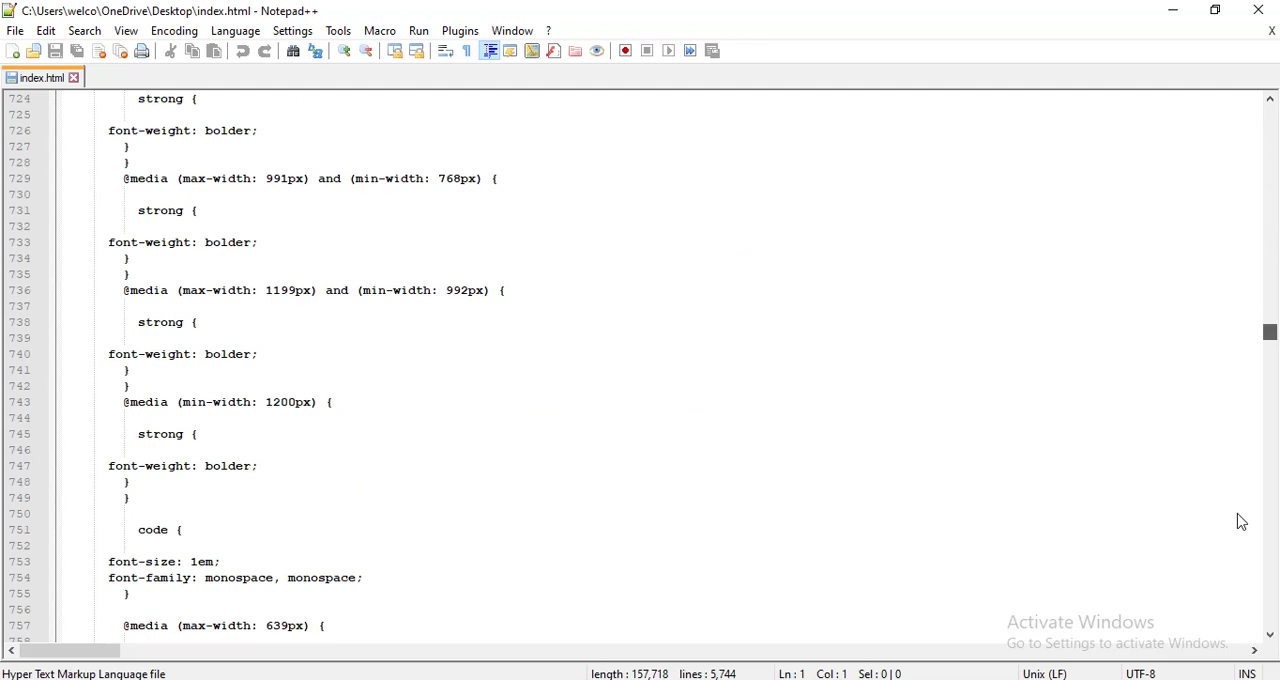 C:\Users\welco\OneDrive\Desktop\index.html - Notepad++
File Edit Search View Encoding Language Settings Tools Macro Run Plugins Window ? X
index.html
724 strong {
725
726 font-weight: bolder;
727 }
728 }
729 @media (max-width: 991px) and (min-width: 768px) {
730
731 strong {
732
733 font-weight: bolder;
734 }
735 }
736 @media (max-width: 1199px) and (min-width: 992px) {
737
738 strong {
739
740 font-weight: bolder;
741 }
742 }
743 @media (min-width: 1200px) {
744
745 strong {
746
747 font-weight: bolder;
748 }
749 }
750
751 code {
752
753 font-size: 1em;
754 font-family: monospace, monospace;
755 }
756
757 @media (max-width: 639px) {
758
Activate Windows
Go to Settings to activate Windows.
Hyper Text Markup Language file length : 157,718 lines : 5,744 Ln : 1 Col : 1 Sel : 0 | 0 Unix (LF) UTF-8 INS